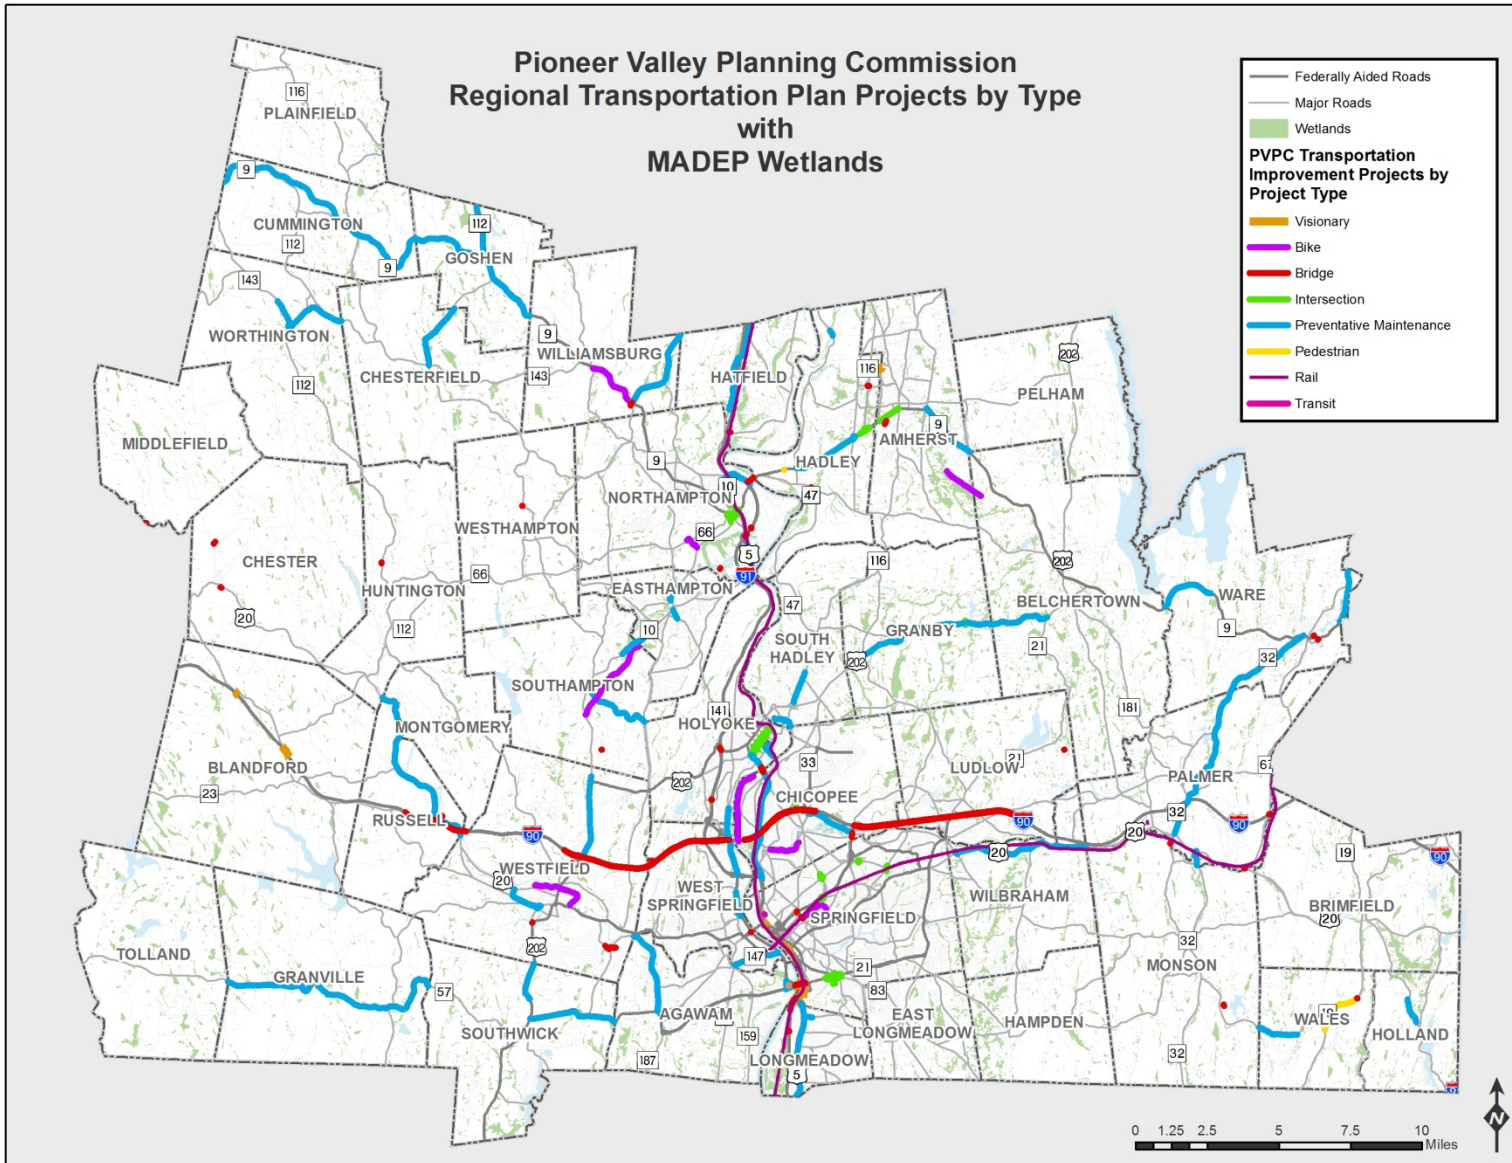 Pioneer Valley Planning Commission
Regional Transportation Plan Projects by Type
with
MADEP Wetlands
Federally Aided Roads
Major Roads
Wetlands
PVPC Transportation
Improvement Projects by
Project Type
Visionary
Bike
Bridge
Intersection
Preventative Maintenance
Pedestrian
Rail
Transit
116
PLAINFIELD
9
CUMMINGTON
112
112
GOSHEN
9
143
WORTHINGTON
9
WILLIAMSBURG
CHESTERFIELD
143
112
HATFIELD
116
202
PELHAM
MIDDLEFIELD
9
AMHERST
9
HADLEY
10
47
NORTHAMPTON
WESTHAMPTON
66
5
CHESTER
66
91
116
202
HUNTINGTON
EASTHAMPTON
BELCHERTOWN
WARE
20
112
10
47
SOUTH
HADLEY
GRANBY
9
202
21
32
SOUTHAMPTON
MONTGOMERY
141
HOLYOKE
181
BLANDFORD
202
33
21
LUDLOW
67
PALMER
23
CHICOPEE
RUSSELL
90
90
32
20
90
19
90
20
WESTFIELD
20
WEST
SPRINGFIELD
SPRINGFIELD
WILBRAHAM
BRIMFIELD
20
202
147
21
32
MONSON
TOLLAND
GRANVILLE
57
83
AGAWAM
EAST
LONGMEADOW
HAMPDEN
WALES
HOLLAND
SOUTHWICK
159
187
LONGMEADOW
5
32
0 1.25 2.5 5 7.5 10
Miles
N